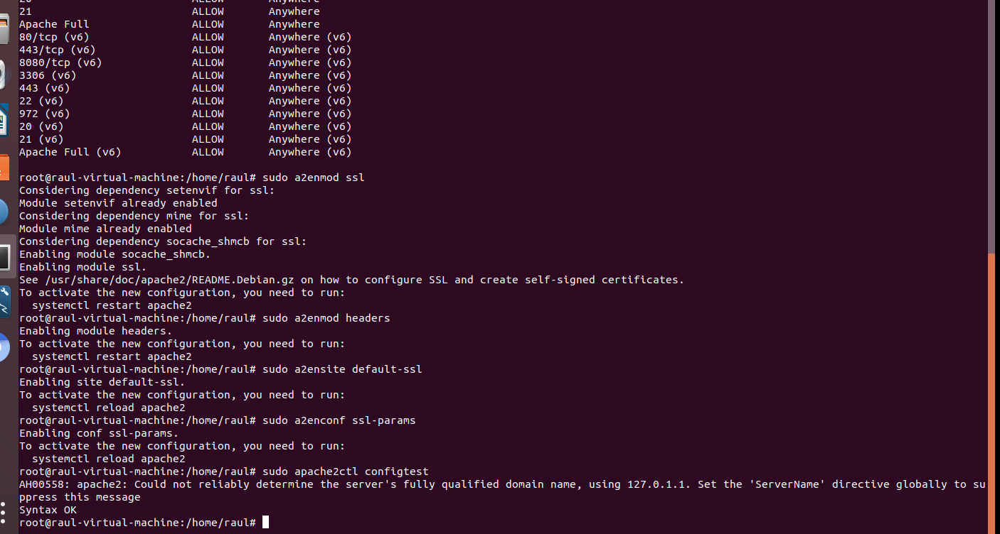 21                         ALLOW       Anywhere
Apache Full                ALLOW       Anywhere
80/tcp (v6)                ALLOW       Anywhere (v6)
443/tcp (v6)               ALLOW       Anywhere (v6)
8080/tcp (v6)              ALLOW       Anywhere (v6)
3306 (v6)                  ALLOW       Anywhere (v6)
443 (v6)                   ALLOW       Anywhere (v6)
22 (v6)                    ALLOW       Anywhere (v6)
972 (v6)                   ALLOW       Anywhere (v6)
20 (v6)                    ALLOW       Anywhere (v6)
21 (v6)                    ALLOW       Anywhere (v6)
Apache Full (v6)           ALLOW       Anywhere (v6)
root@raul-virtual-machine:/home/raul# sudo a2enmod ssl
Considering dependency setenvif for ssl:
Module setenvif already enabled
Considering dependency mime for ssl:
Module mime already enabled
Considering dependency socache_shmcb for ssl:
Enabling module socache_shmcb.
Enabling module ssl.
See /usr/share/doc/apache2/README.Debian.gz on how to configure SSL and create self-signed certificates.
To activate the new configuration, you need to run:
  systemctl restart apache2
root@raul-virtual-machine:/home/raul# sudo a2enmod headers
Enabling module headers.
To activate the new configuration, you need to run:
  systemctl restart apache2
root@raul-virtual-machine:/home/raul# sudo a2ensite default-ssl
Enabling site default-ssl.
To activate the new configuration, you need to run:
  systemctl reload apache2
root@raul-virtual-machine:/home/raul# sudo a2enconf ssl-params
Enabling conf ssl-params.
To activate the new configuration, you need to run:
  systemctl reload apache2
root@raul-virtual-machine:/home/raul# sudo apache2ctl configtest
AH00558: apache2: Could not reliably determine the server's fully qualified domain name, using 127.0.1.1. Set the 'ServerName' directive globally to su
ppress this message
Syntax OK
root@raul-virtual-machine:/home/raul#